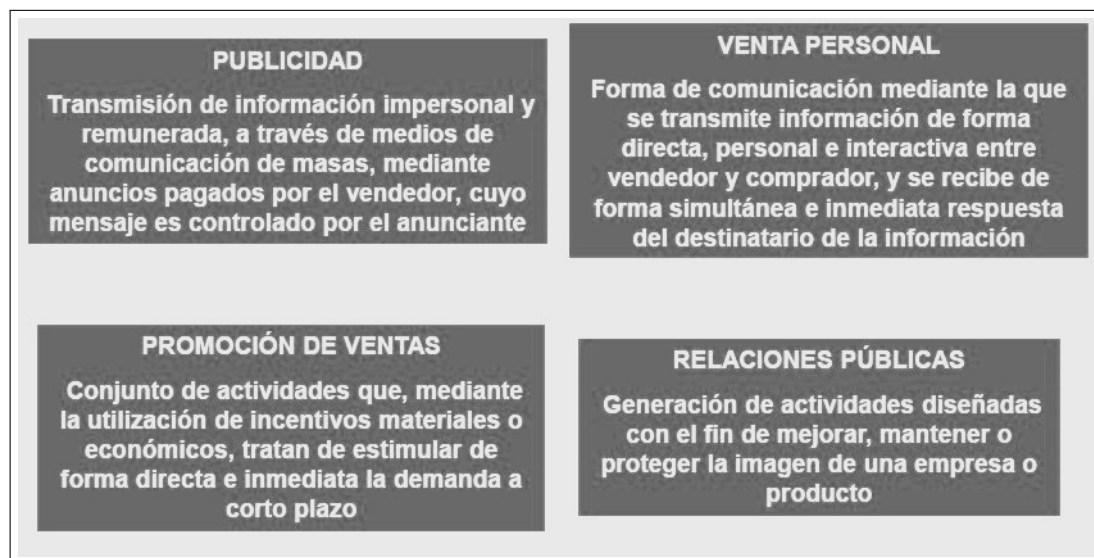 PUBLICIDAD
Transmisión de información impersonal y
remunerada, a través de medios de
comunicación de masas, mediante
anuncios pagados por el vendedor, cuyo
mensaje es controlado por el anunciante
VENTA PERSONAL
Forma de comunicación mediante la que
se transmite información de forma
directa, personal e interactiva entre
vendedor y comprador, y se recibe de
forma simultánea e inmediata respuesta
del destinatario de la información
PROMOCIÓN DE VENTAS
Conjunto de actividades que, mediante
la utilización de incentivos materiales o
económicos, tratan de estimular de
forma directa e inmediata la demanda a
corto plazo
RELACIONES PÚBLICAS
Generación de actividades diseñadas
con el fin de mejorar, mantener o
proteger la imagen de una empresa o
producto